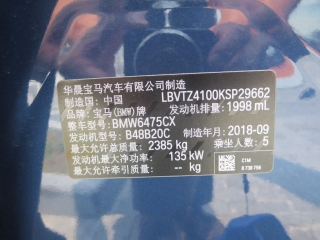 华晨宝马汽车有限公司制造
制造国：中国 LBVTZ4100KSP29662
品牌：宝马(BMW)牌 发动机排量：1998 mL
整车型号：BMW6475CX
发动机型号：B48B20C 制造年月：2018-09
最大允许总质量：2385 kg 乘坐人数：5
发动机最大净功率：135 kW
最大允许牵引质量：-- kg